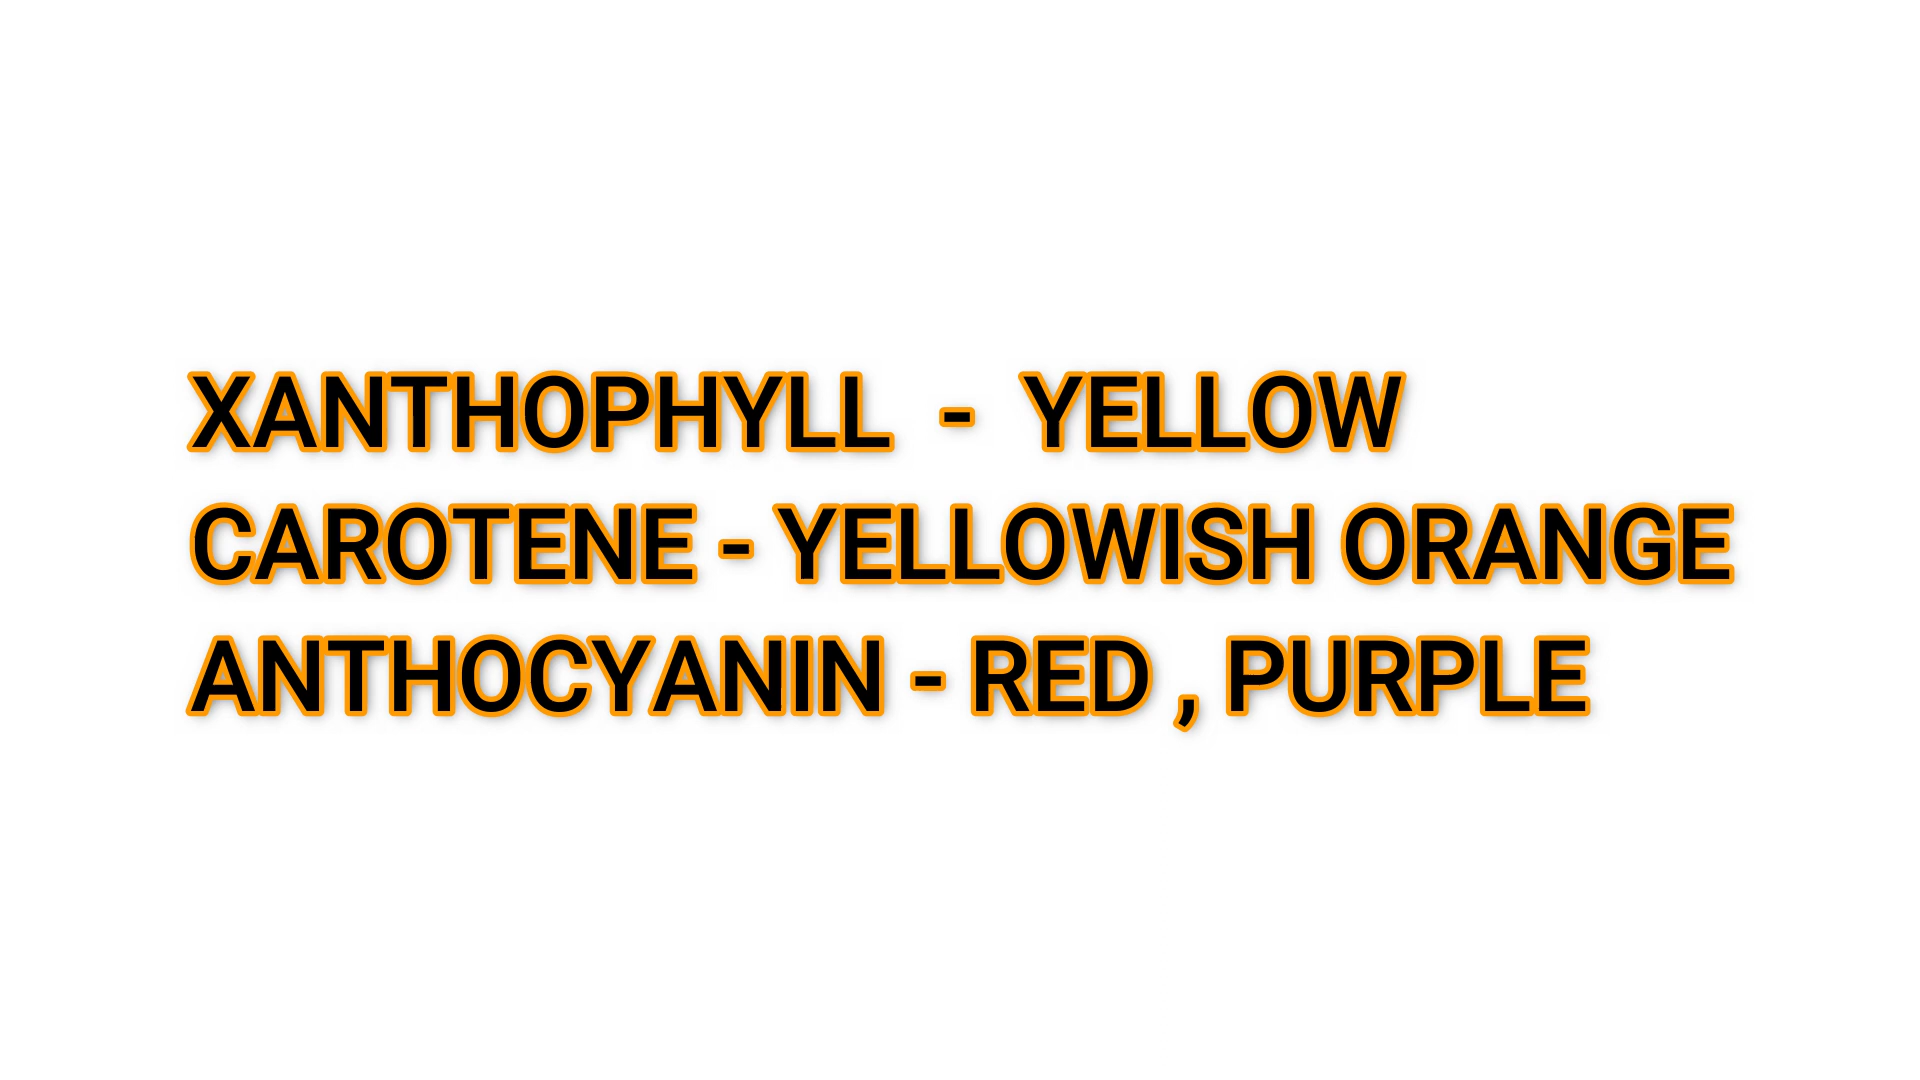 XANTHOPHYLL - YELLOW
CAROTENE - YELLOWISH ORANGE
ANTHOCYANIN - RED , PURPLE